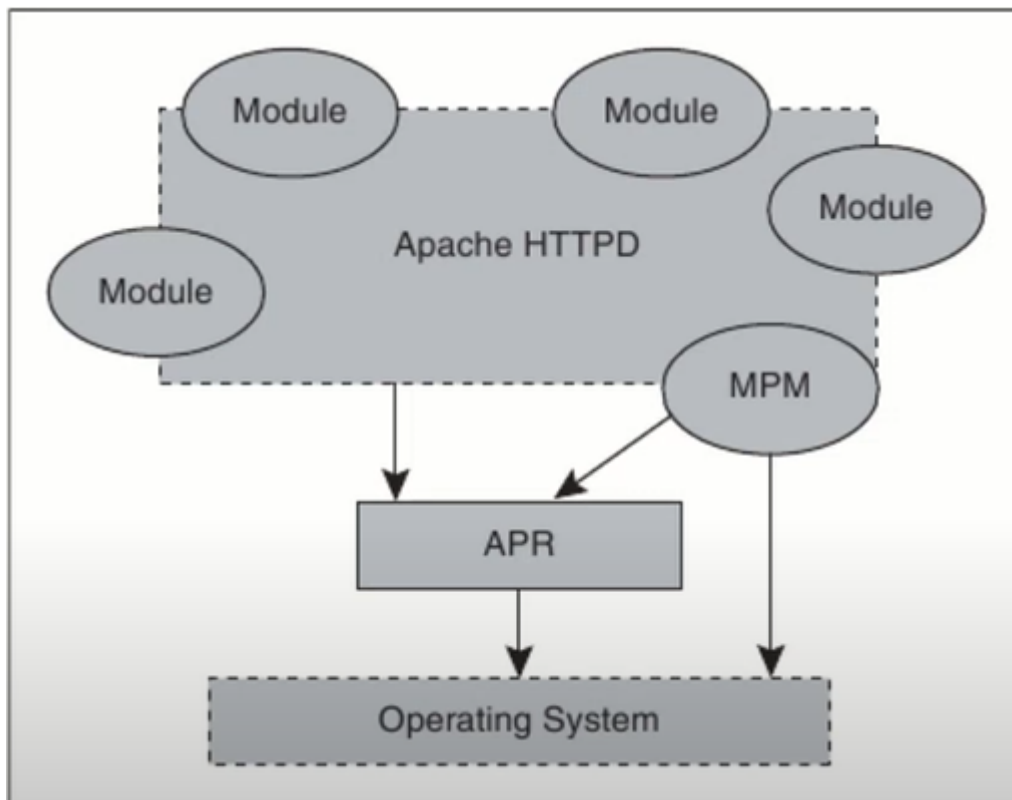 Module
Module
Module
Apache HTTPD
Module
MPM
APR
Operating System